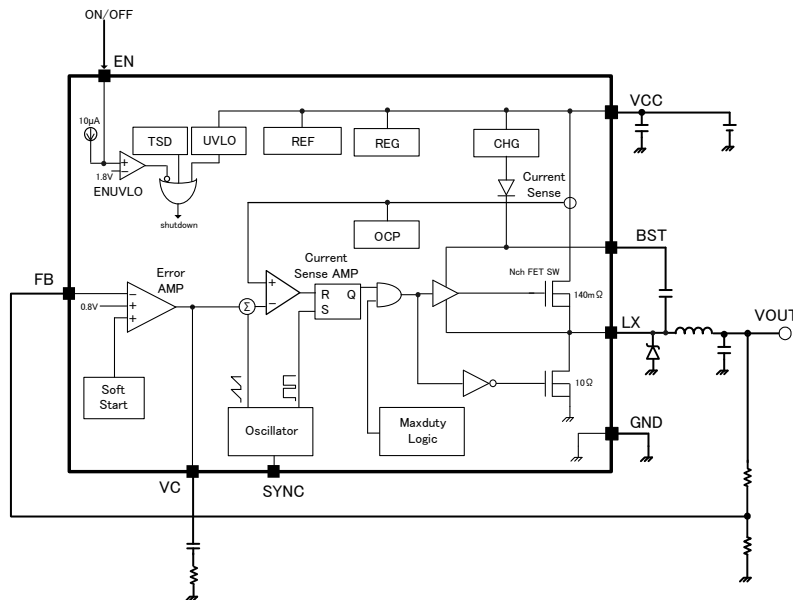 ON/OFF
EN
VCC
10μA
TSD
UVLO
REF
REG
CHG
1.8V
ENUVLO
shutdown
Current
Sense
OCP
BST
FB
Error
AMP
Current
Sense AMP
Nch FET SW
0.8V
R Q
S
140mΩ
LX
VOUT
Σ
Soft
Start
10Ω
Oscillator
Maxduty
Logic
GND
VC
SYNC